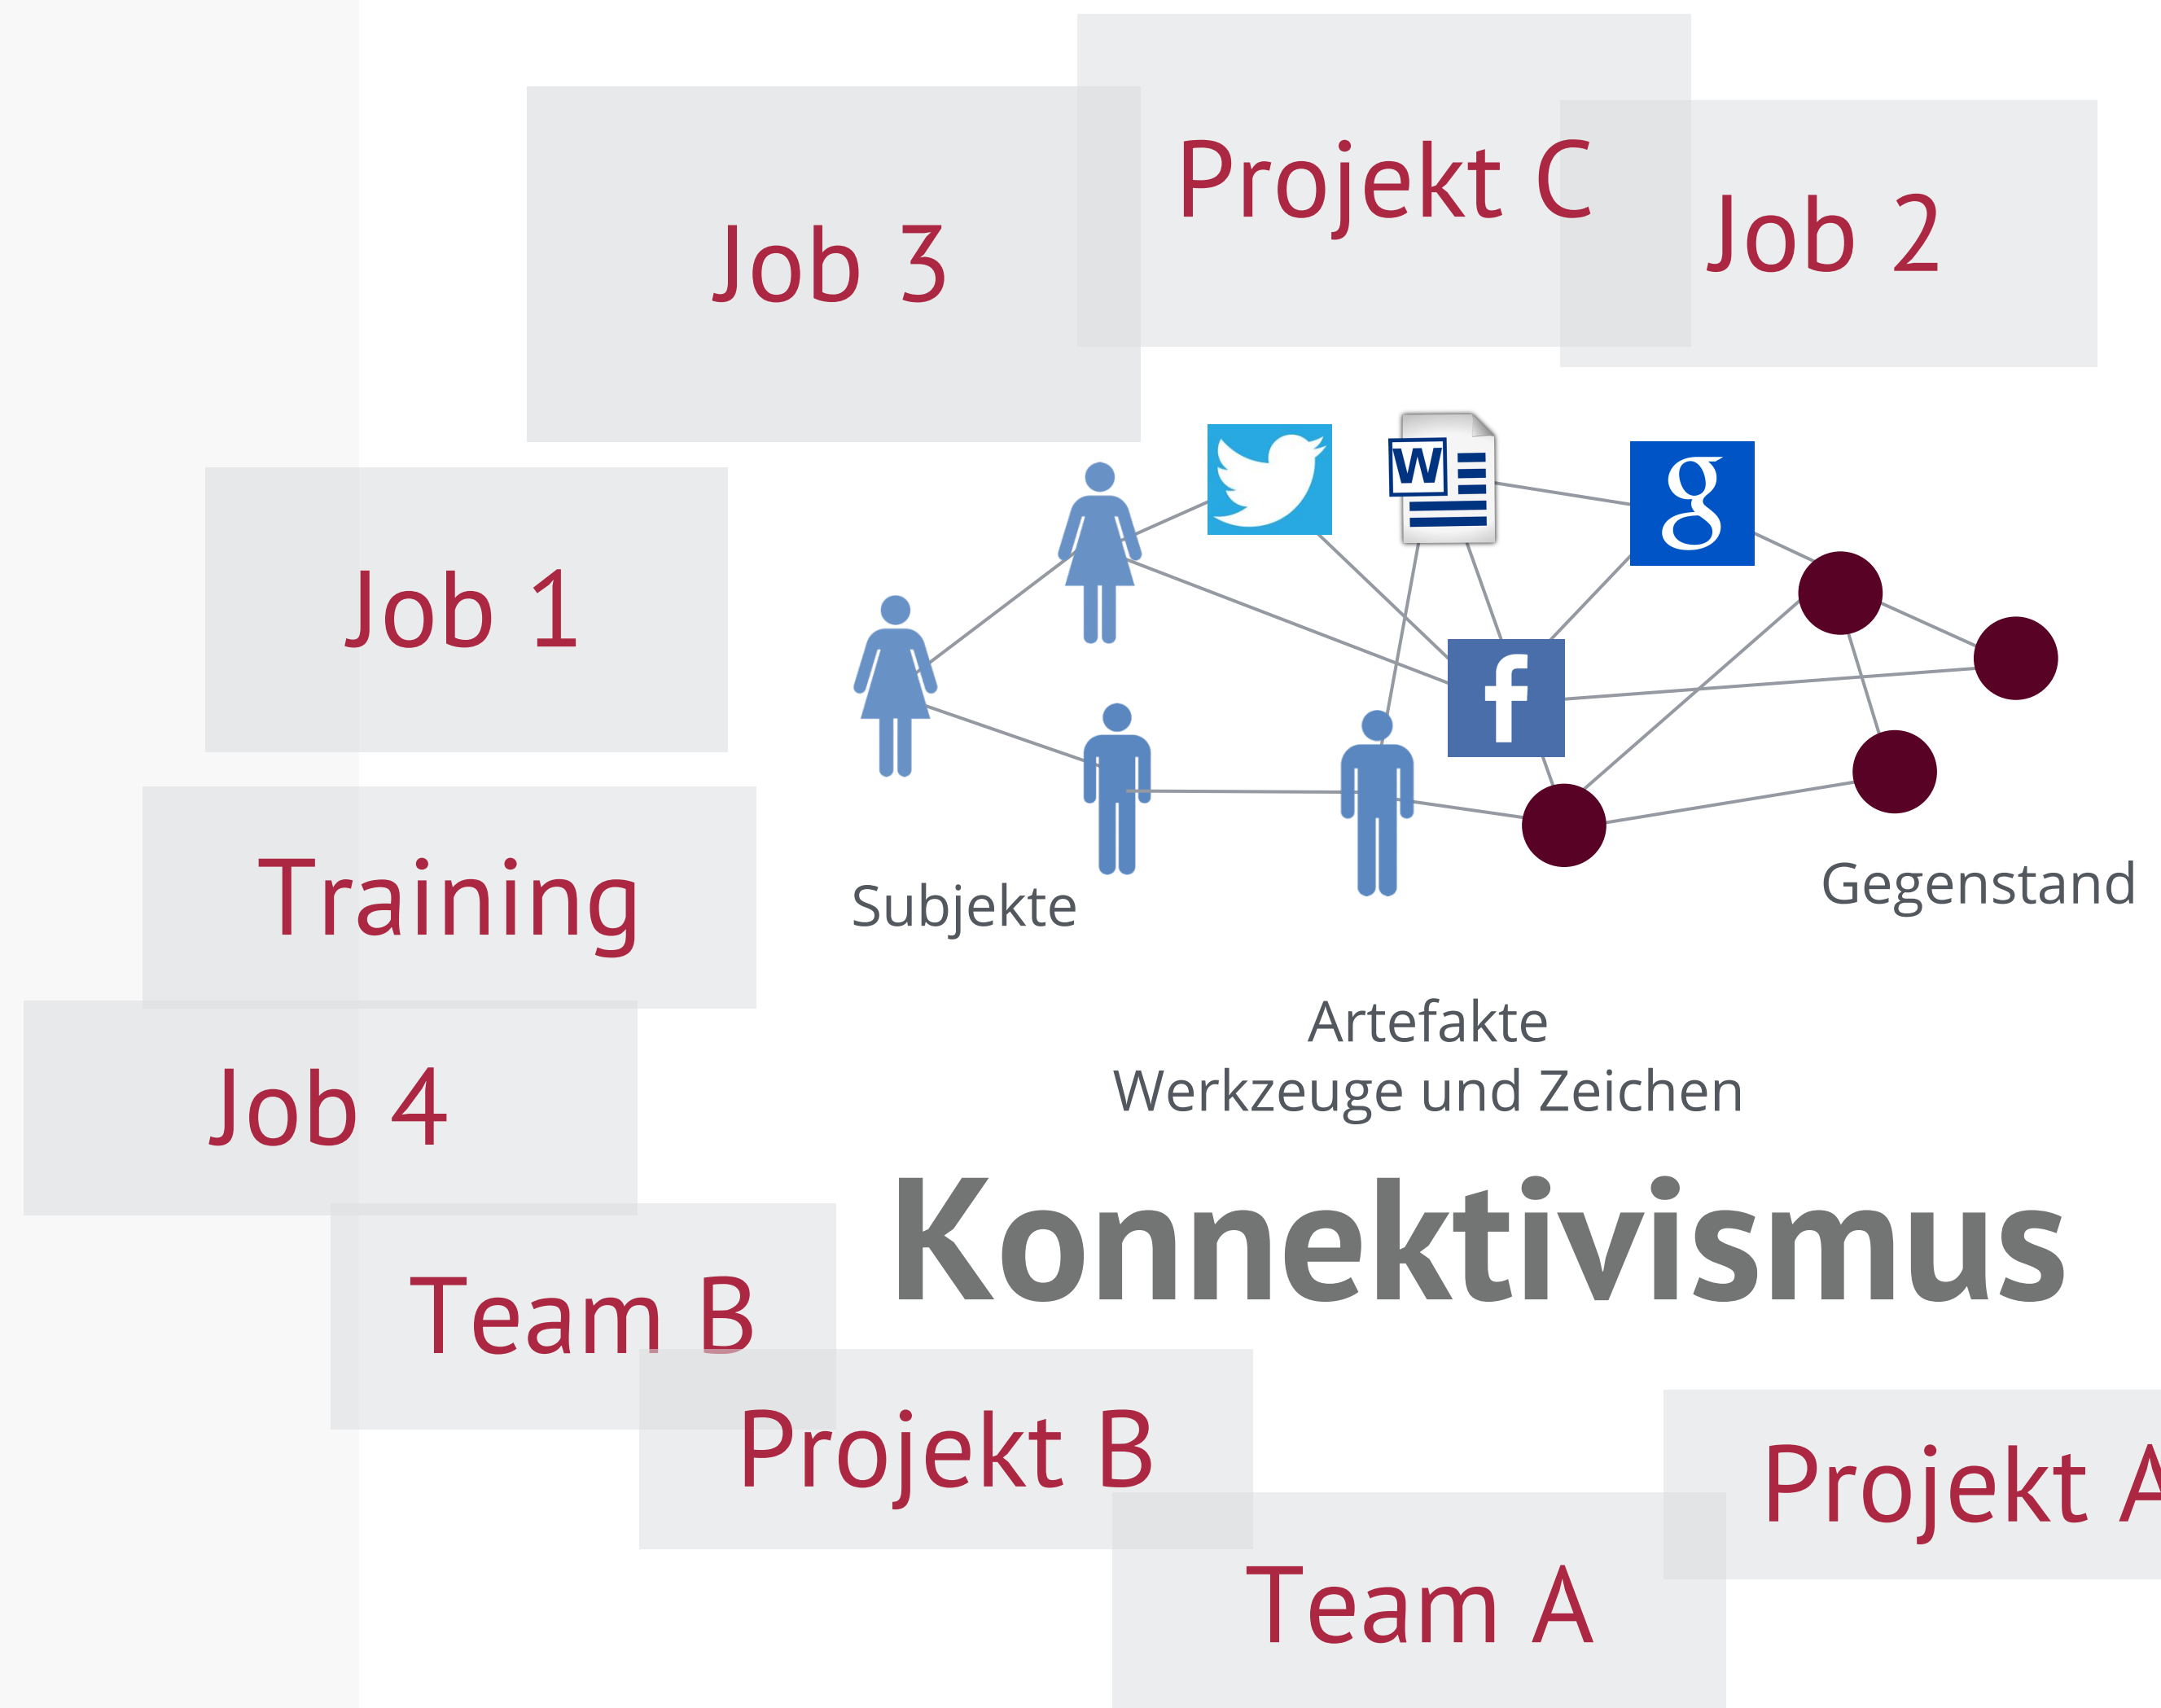 Projekt C
Job 3
Job 2
W
g
f
Job 1
Training
Subjekte
Gegenstand
Artefakte
Werkzeuge und Zeichen
Job 4
Konnektivismus
Team B
Projekt B
Projekt A
Team A